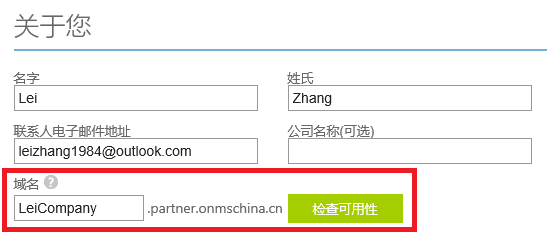 关于您
名字 姓氏
Lei Zhang
联系人电子邮件地址 公司名称(可选)
leizhang1984@outlook.com
域名 ?
LeiCompany .partner.onmschina.cn 检查可用性